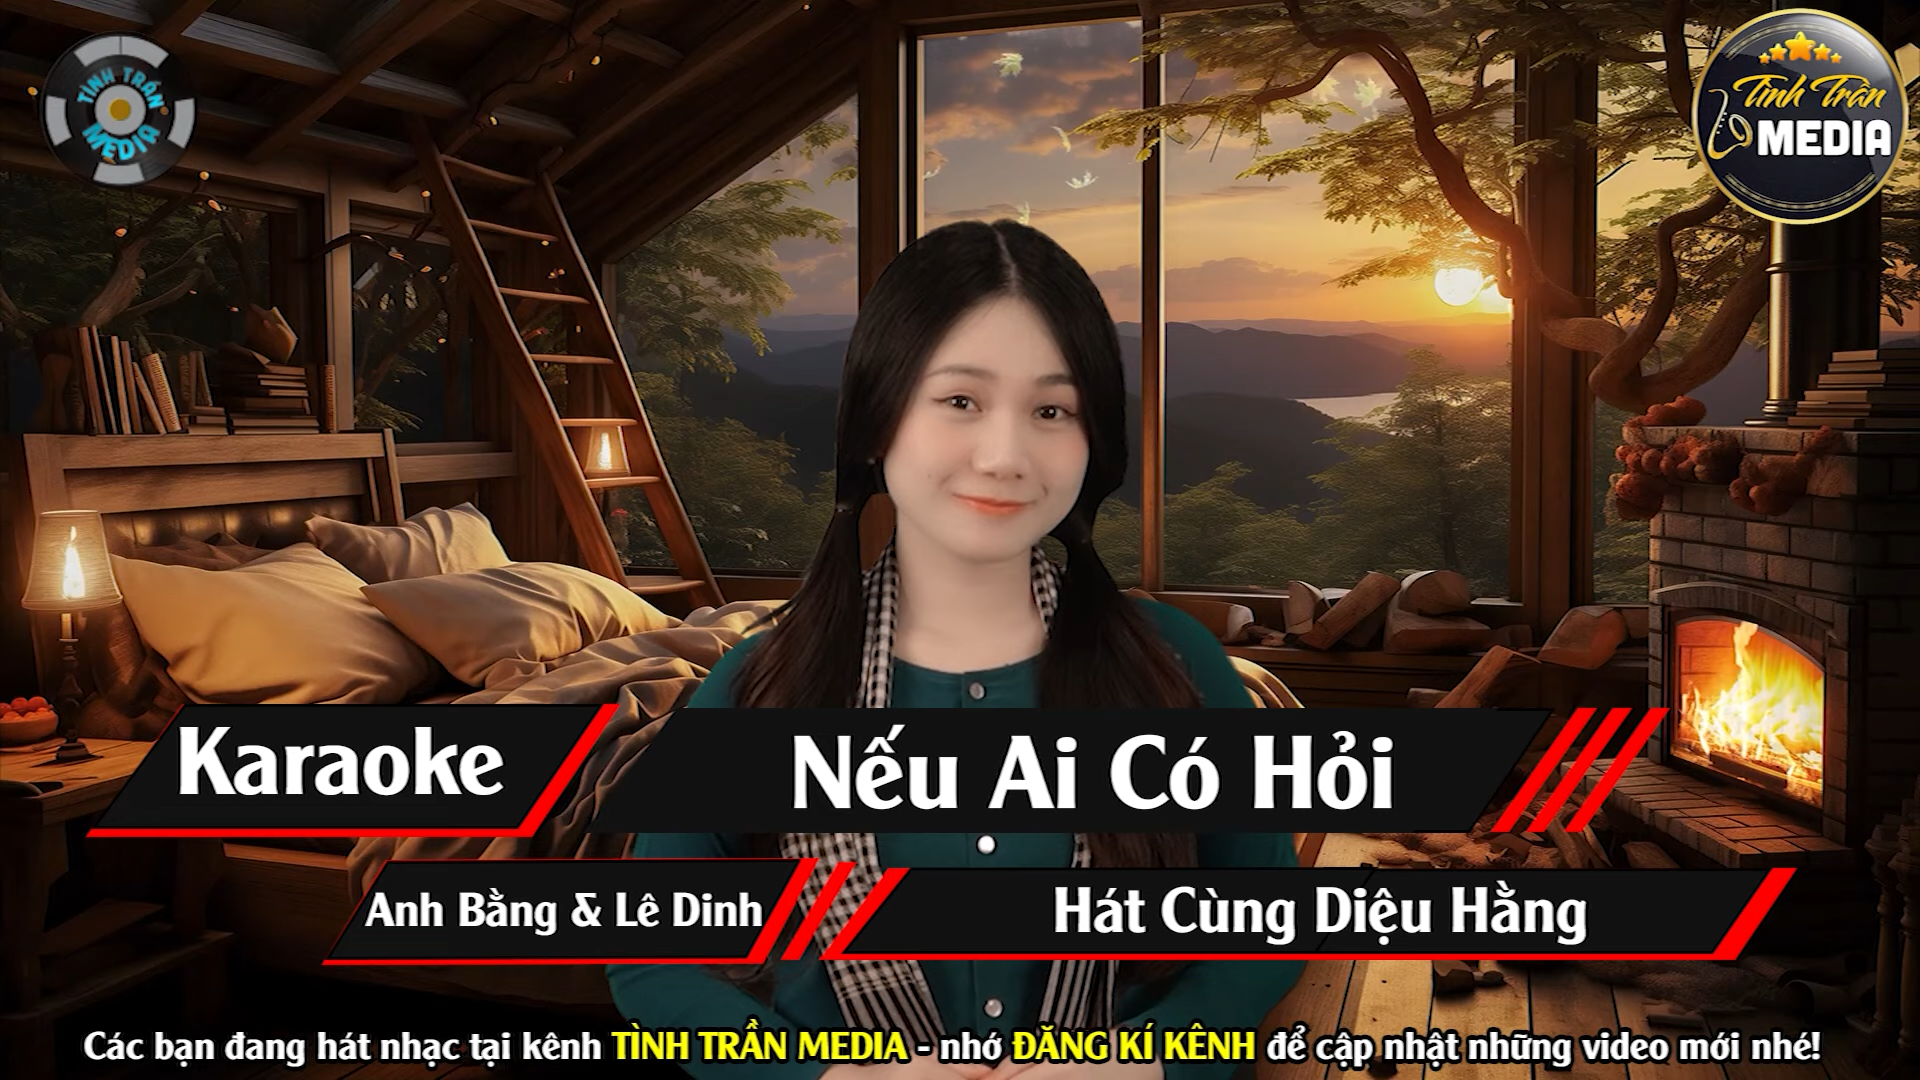 TÌNH TRẦN
MEDIA
Tình Trần
MEDIA
Karaoke
Nếu Ai Có Hỏi
Anh Bằng & Lê Dinh
Hát Cùng Diệu Hằng
Các bạn đang hát nhạc tại kênh TÌNH TRẦN MEDIA - nhớ ĐĂNG KÍ KÊNH để cập nhật những video mới nhé!